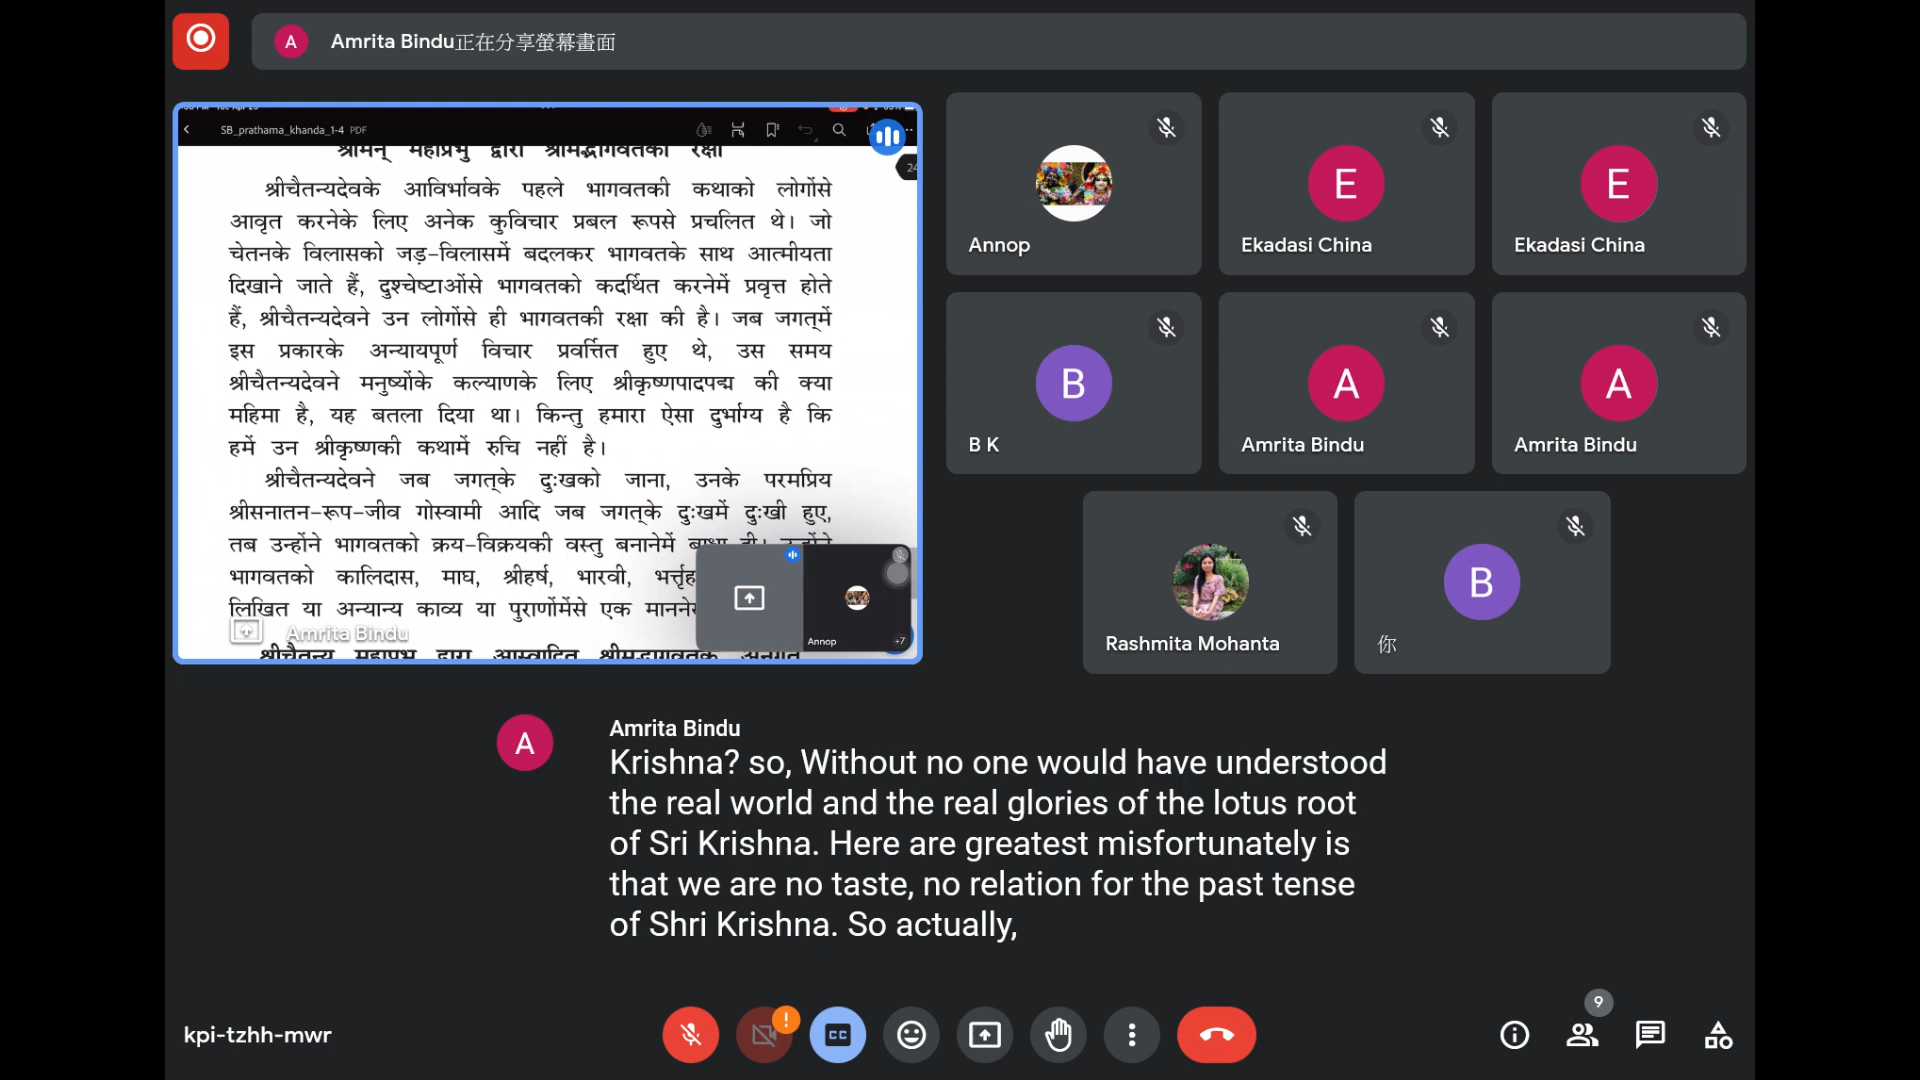 A Amrita Bindu正在分享螢幕畫面
SB_prathama_khanda_1-4 PDF
श्रीमन् महाप्रभु द्वारा श्रीमद्भागवतकी रक्षा
24
श्रीचैतन्यदेवके आविर्भावके पहले भागवतकी कथाको लोगोंसे
आवृत करनेके लिए अनेक कुविचार प्रबल रूपसे प्रचलित थे। जो
चेतनके विलासको जड़-विलासमें बदलकर भागवतके साथ आत्मीयता
दिखाने जाते हैं, दुश्चेष्टाओंसे भागवतको कदर्थित करनेमें प्रवृत्त होते
हैं, श्रीचैतन्यदेवने उन लोगोंसे ही भागवतकी रक्षा की है। जब जगत्‌में
इस प्रकारके अन्यायपूर्ण विचार प्रवर्त्तित हुए थे, उस समय
श्रीचैतन्यदेवने मनुष्योंके कल्याणके लिए श्रीकृष्णपादपद्म की क्या
महिमा है, यह बतला दिया था। किन्तु हमारा ऐसा दुर्भाग्य है कि
हमें उन श्रीकृष्णकी कथामें रुचि नहीं है।
श्रीचैतन्यदेवने जब जगत्‌के दुःखको जाना, उनके परमप्रिय
श्रीसनातन-रूप-जीव गोस्वामी आदि जब जगत्‌के दुःखमें दुःखी हुए,
तब उन्होंने भागवतको क्रय-विक्रयकी वस्तु बनानेमें
भागवतको कालिदास, माघ, श्रीहर्ष, भारवी,
लिखित या अन्यान्य काव्य या पुराणोंमेंसे एक
Amrita Bindu
Annop
+7
श्रीचैतन्य महाप्रभु द्वारा आस्वादित
Annop
E
Ekadasi China
E
Ekadasi China
B
B K
A
Amrita Bindu
A
Amrita Bindu
Rashmita Mohanta
B
你
A
Amrita Bindu
Krishna? so, Without no one would have understood
the real world and the real glories of the lotus root
of Sri Krishna. Here are greatest misfortunately is
that we are no taste, no relation for the past tense
of Shri Krishna. So actually,
kpi-tzhh-mwr
!
CC
9